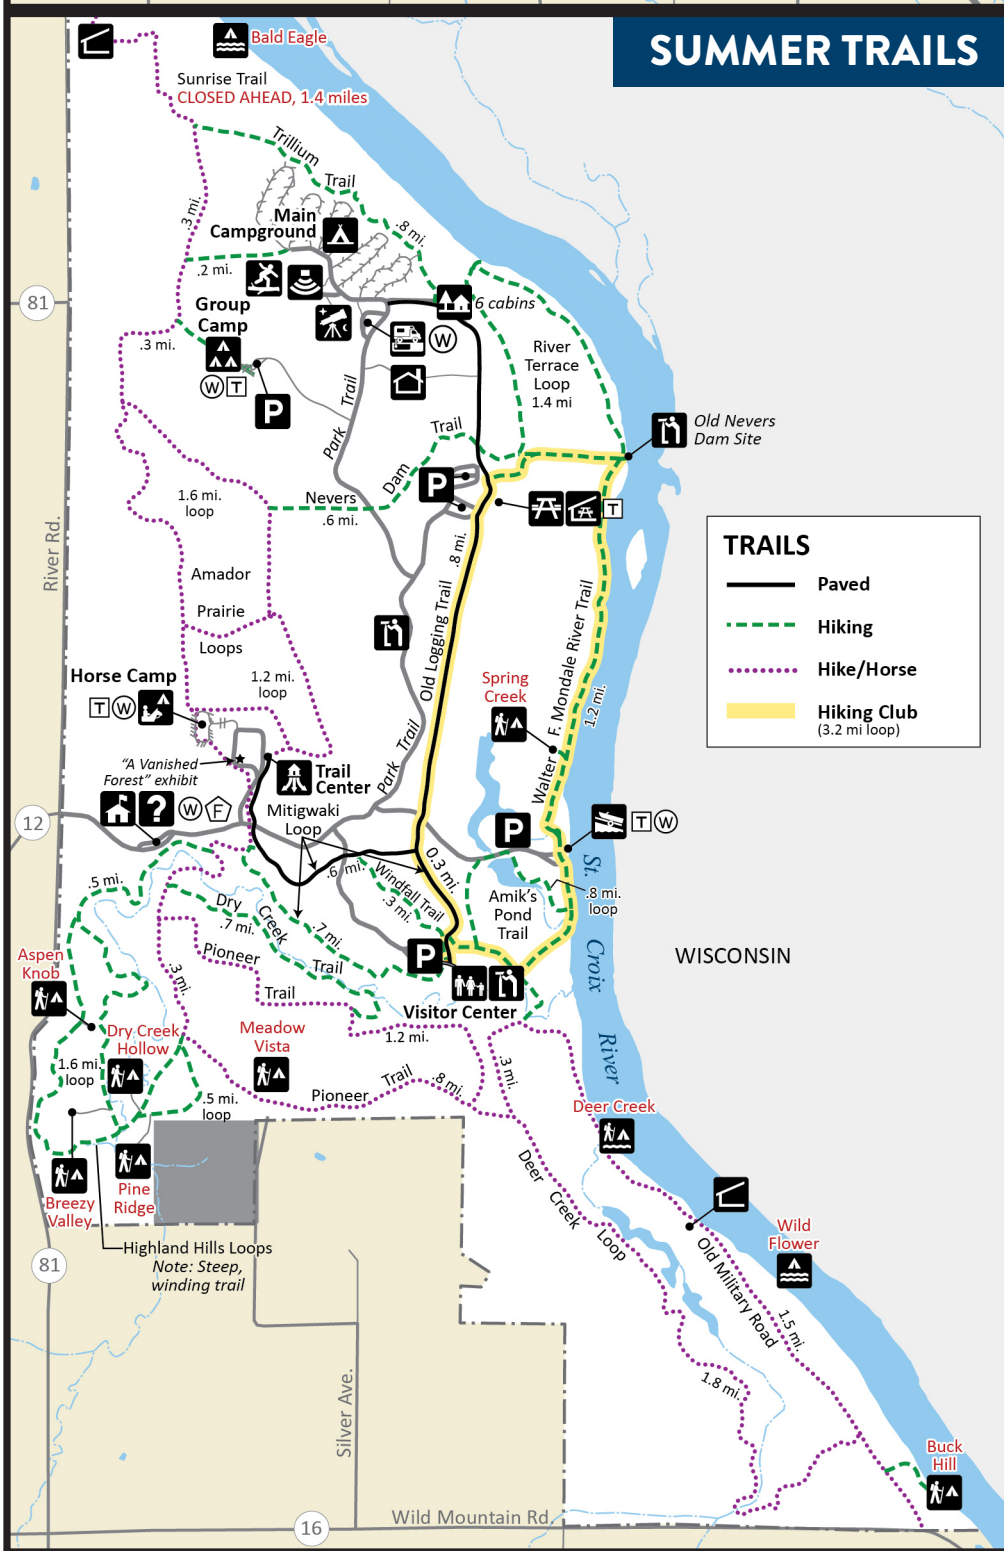 SUMMER TRAILS
Bald Eagle
Sunrise Trail
CLOSED AHEAD, 1.4 miles
Trillium
Trail
.3 mi.
Main
Campground
.8 mi.
.2 mi.
81
Group
Camp
6 cabins
W
.3 mi.
River
Terrace
Loop
1.4 mi
W T
P
Park Trail
Old Nevers
Dam Site
Trail
Dam
P
1.6 mi.
loop
Nevers
.6 mi.
T
TRAILS
Paved
Hiking
Hike/Horse
Hiking Club
(3.2 mi loop)
River Rd.
.8 mi.
Amador
Prairie
Loops
Old Logging Trail
Walter F. Mondale River Trail
1.2 mi.
Horse Camp
T W
1.2 mi.
loop
Spring
Creek
Park Trail
"A Vanished
Forest" exhibit
Trail
Center
? W F
Mitigwaki
Loop
12
P
T W
.6 mi.
0.3 mi.
Windfall Trail
.3 mi.
.5 mi.
Amik's
Pond
Trail
.8 mi.
loop
St. Croix River
WISCONSIN
Dry Creek
Trail
.7 mi.
.7 mi.
Pioneer
Trail
.3 mi.
P
Visitor Center
Aspen
Knob
Dry Creek
Hollow
Meadow
Vista
1.2 mi.
1.6 mi.
loop
.5 mi.
loop
Pioneer
Trail
.8 mi.
.3 mi.
Deer Creek
Breezy
Valley
Pine
Ridge
Deer Creek Loop
Wild
Flower
Highland Hills Loops
Note: Steep,
winding trail
81
Old Military Road
1.5 mi.
1.8 mi.
Silver Ave.
Buck
Hill
Wild Mountain Rd.
16